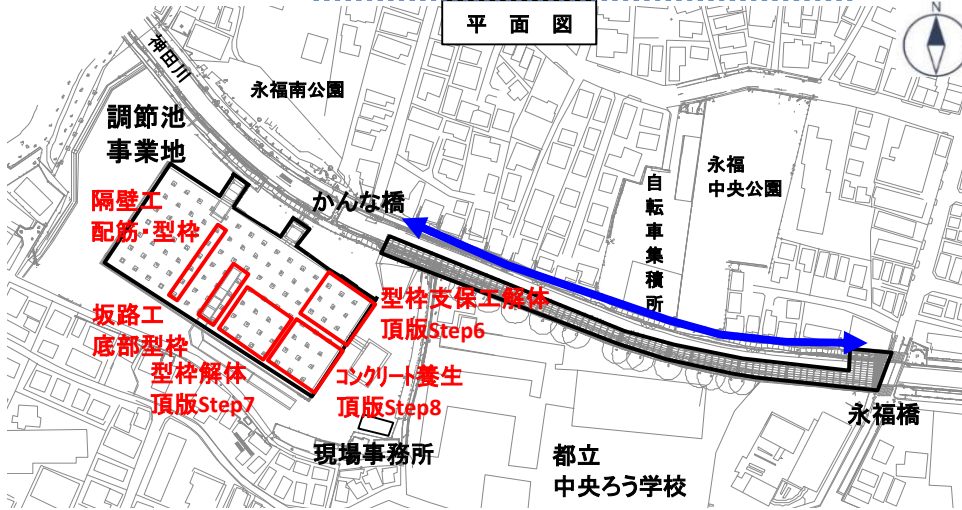 平 面 図
N
神田川
永福南公園
調節池
事業地
永福
中央公園
自転車集積所
かんな橋
隔壁工
配筋・型枠
型枠支保工解体
頂版Step6
坂路工
底部型枠
型枠解体
頂版Step7
コンクリート養生
頂版Step8
永福橋
現場事務所
都立
中央ろう学校